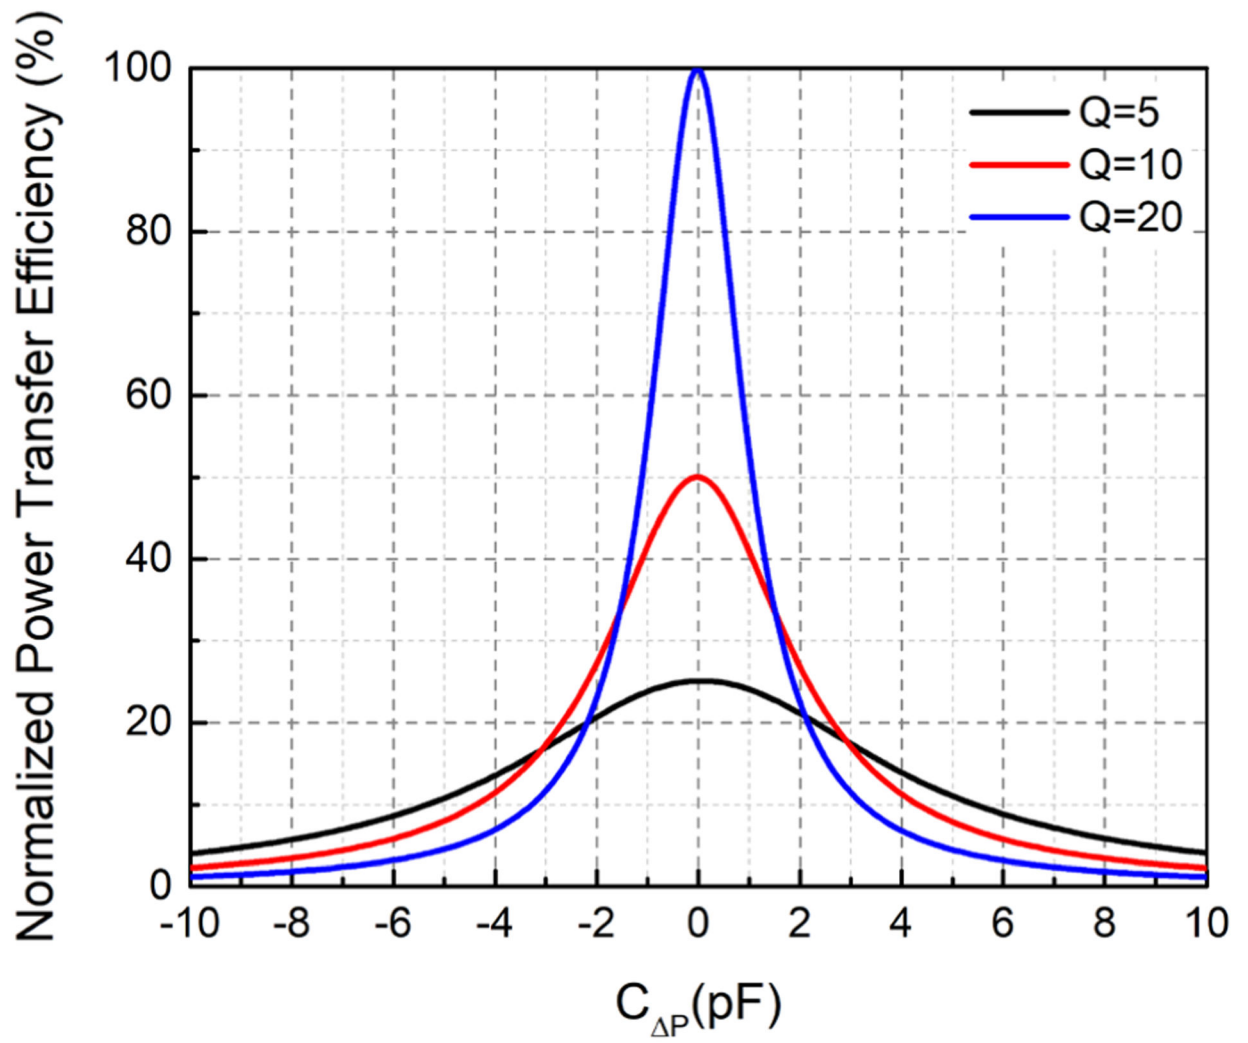 Normalized Power Transfer Efficiency (%)
100
80
60
40
20
0
Q=5
Q=10
Q=20
-10 -8 -6 -4 -2 0 2 4 6 8 10
C_ΔP(pF)